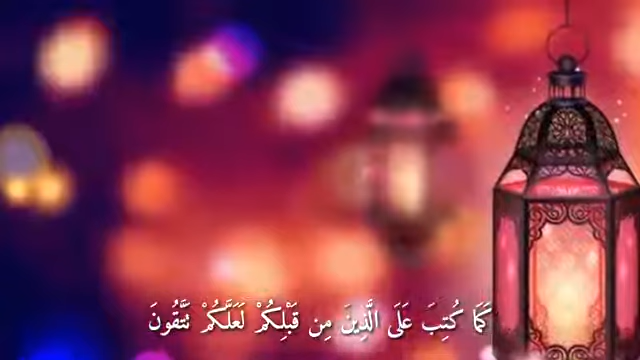 كَمَا كُتِبَ عَلَى الَّذِينَ مِن قَبْلِكُمْ لَعَلَّكُمْ تَتَّقُونَ